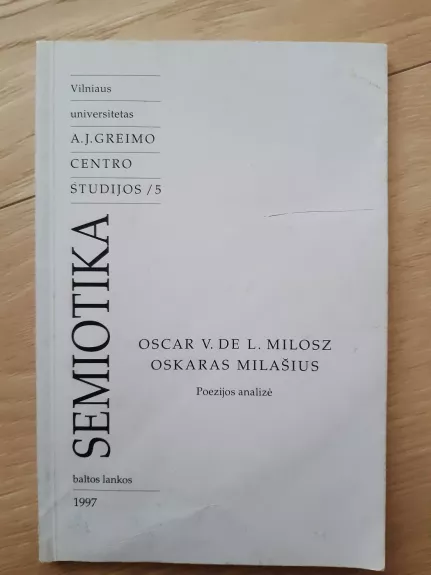 Vilniaus
universitetas
A.J.GREIMO
CENTRO
STUDIJOS/5
SEMIOTIKA
OSCAR V. DE L. MILOSZ
OSKARAS MILAŠIUS
Poezijos analizė
baltos lankos
1997